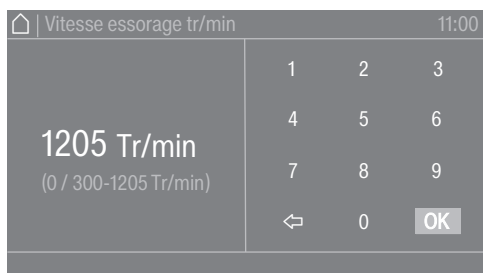 | Vitesse essorage tr/min 11:00
1205 Tr/min
(0 / 300-1205 Tr/min)
1 2 3
4 5 6
7 8 9
0 OK